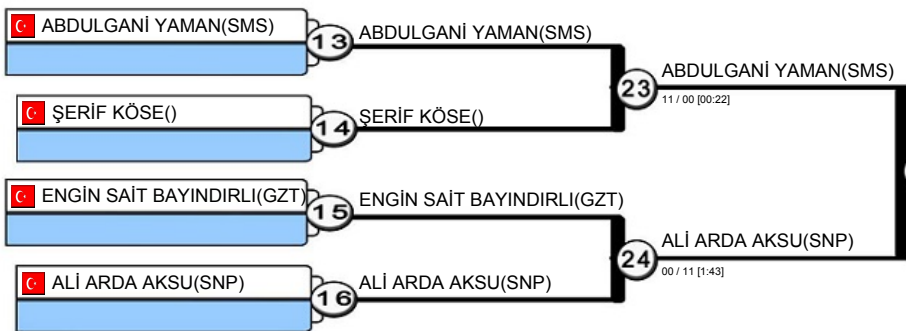 ABDULGANİ YAMAN(SMS)
13
ABDULGANİ YAMAN(SMS)
23
ABDULGANİ YAMAN(SMS)
11 / 00 [00:22]
ŞERİF KÖSE()
14
ŞERİF KÖSE()
ENGİN SAİT BAYINDIRLI(GZT)
15
ENGİN SAİT BAYINDIRLI(GZT)
24
ALİ ARDA AKSU(SNP)
00 / 11 [1:43]
ALİ ARDA AKSU(SNP)
16
ALİ ARDA AKSU(SNP)